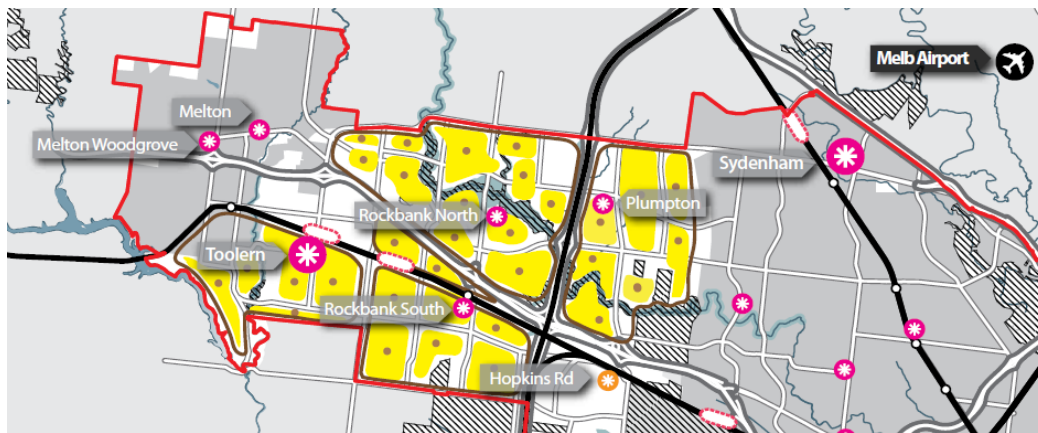 Melb Airport
Melton
Melton Woodgrove
Sydenham
Rockbank North
Plumpton
Toolern
Rockbank South
Hopkins Rd